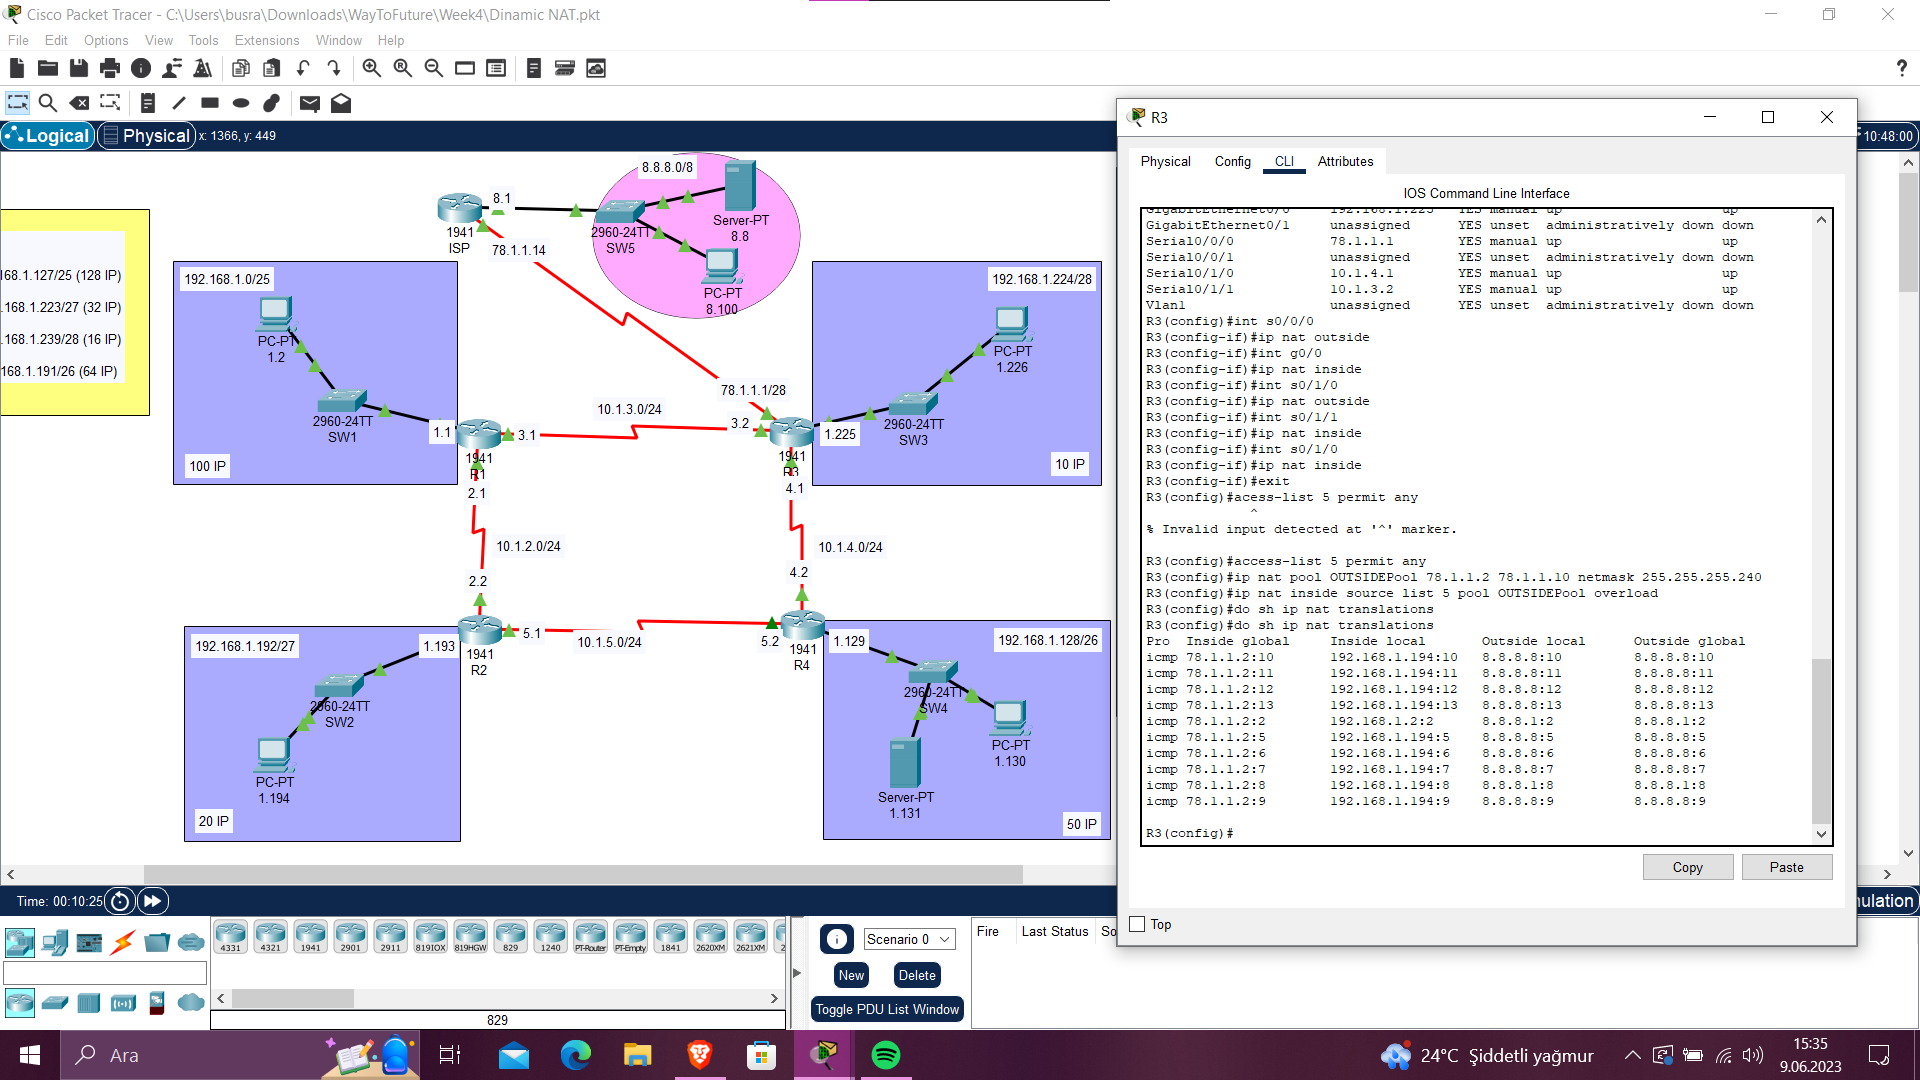 Cisco Packet Tracer - C:\Users\busra\Downloads\WayToFuture\Week4\Dinamic NAT.pkt
File Edit Options View Tools Extensions Window Help
Logical Physical x: 1366, y: 449
10:48:00
168.1.127/25 (128 IP)
.168.1.223/27 (32 IP)
.168.1.239/28 (16 IP)
168.1.191/26 (64 IP)
8.8.8.0/8
8.1
1941
ISP
78.1.1.14
2960-24TT
SW5
Server-PT
8.8
PC-PT
8.100
192.168.1.0/25
PC-PT
1.2
2960-24TT
SW1
100 IP
1.1
1941
R1
3.1
2.1
10.1.3.0/24
78.1.1.1/28
3.2
1941
R3
4.1
1.225
192.168.1.224/28
PC-PT
1.226
2960-24TT
SW3
10 IP
10.1.2.0/24
10.1.4.0/24
2.2
4.2
192.168.1.192/27
1.193
1941
R2
5.1
10.1.5.0/24
5.2
1941
R4
1.129
192.168.1.128/26
2960-24TT
SW2
PC-PT
1.194
20 IP
2960-24TT
SW4
PC-PT
1.130
Server-PT
1.131
50 IP
R3
Physical Config CLI Attributes
IOS Command Line Interface
GigabitEthernet0/0 192.168.1.225 YES manual up up
GigabitEthernet0/1 unassigned YES unset administratively down down
Serial0/0/0 78.1.1.1 YES manual up up
Serial0/0/1 unassigned YES unset administratively down down
Serial0/1/0 10.1.4.1 YES manual up up
Serial0/1/1 10.1.3.2 YES manual up up
Vlan1 unassigned YES unset administratively down down
R3(config)#int s0/0/0
R3(config-if)#ip nat outside
R3(config-if)#int g0/0
R3(config-if)#ip nat inside
R3(config-if)#int s0/1/0
R3(config-if)#ip nat outside
R3(config-if)#int s0/1/1
R3(config-if)#ip nat inside
R3(config-if)#int s0/1/0
R3(config-if)#ip nat inside
R3(config-if)#exit
R3(config)#acess-list 5 permit any
^
% Invalid input detected at '^' marker.
R3(config)#access-list 5 permit any
R3(config)#ip nat pool OUTSIDEPool 78.1.1.2 78.1.1.10 netmask 255.255.255.240
R3(config)#ip nat inside source list 5 pool OUTSIDEPool overload
R3(config)#do sh ip nat translations
R3(config)#do sh ip nat translations
Pro Inside global Inside local Outside local Outside global
icmp 78.1.1.2:10 192.168.1.194:10 8.8.8.8:10 8.8.8.8:10
icmp 78.1.1.2:11 192.168.1.194:11 8.8.8.8:11 8.8.8.8:11
icmp 78.1.1.2:12 192.168.1.194:12 8.8.8.8:12 8.8.8.8:12
icmp 78.1.1.2:13 192.168.1.194:13 8.8.8.8:13 8.8.8.8:13
icmp 78.1.1.2:2 192.168.1.2:2 8.8.8.1:2 8.8.8.1:2
icmp 78.1.1.2:5 192.168.1.194:5 8.8.8.8:5 8.8.8.8:5
icmp 78.1.1.2:6 192.168.1.194:6 8.8.8.8:6 8.8.8.8:6
icmp 78.1.1.2:7 192.168.1.194:7 8.8.8.8:7 8.8.8.8:7
icmp 78.1.1.2:8 192.168.1.194:8 8.8.8.1:8 8.8.8.1:8
icmp 78.1.1.2:9 192.168.1.194:9 8.8.8.8:9 8.8.8.8:9
R3(config)#
Copy Paste
Top
Time: 00:10:25
nulation
4331 4321 1941 2901 2911 819IOX 819HGW 829 1240 PT-Router PT-Empty 1841 2620XM 2621XM
829
Scenario 0
New Delete
Toggle PDU List Window
Fire Last Status So
Ara
24°C Şiddetli yağmur
15:35
9.06.2023